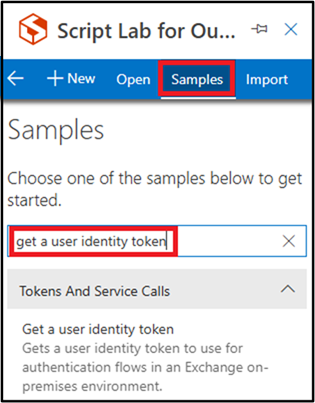 Script Lab for Ou...
+ New Open Samples Import
Samples
Choose one of the samples below to get
started.
get a user identity token
Tokens And Service Calls
Get a user identity token
Gets a user identity token to use for
authentication flows in an Exchange on-
premises environment.